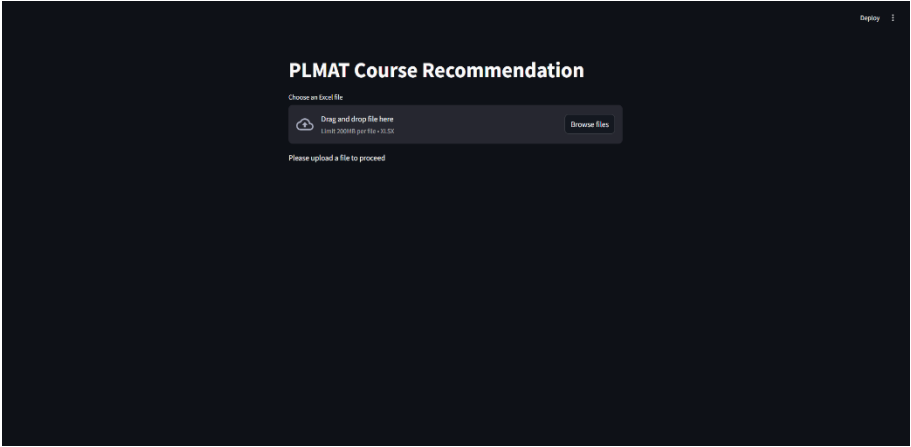 Deploy
PLMAT Course Recommendation
Choose an Excel file
Drag and drop file here
Limit 200MB per file • XLSX
Browse files
Please upload a file to proceed